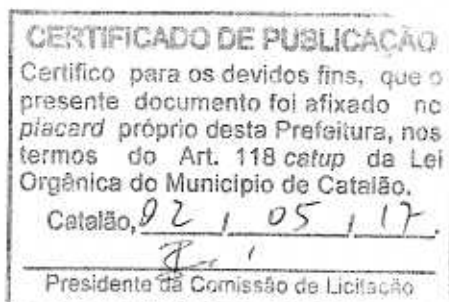 CERTIFICADO DE PUBLICAÇÃO
Certifico para os devidos fins, que o
presente documento foi afixado no
placard próprio desta Prefeitura, nos
termos do Art. 118 catup da Lei
Orgânica do Município de Catalão.
Catalão, 02 / 05 / 17.
Presidente da Comissão de Licitação